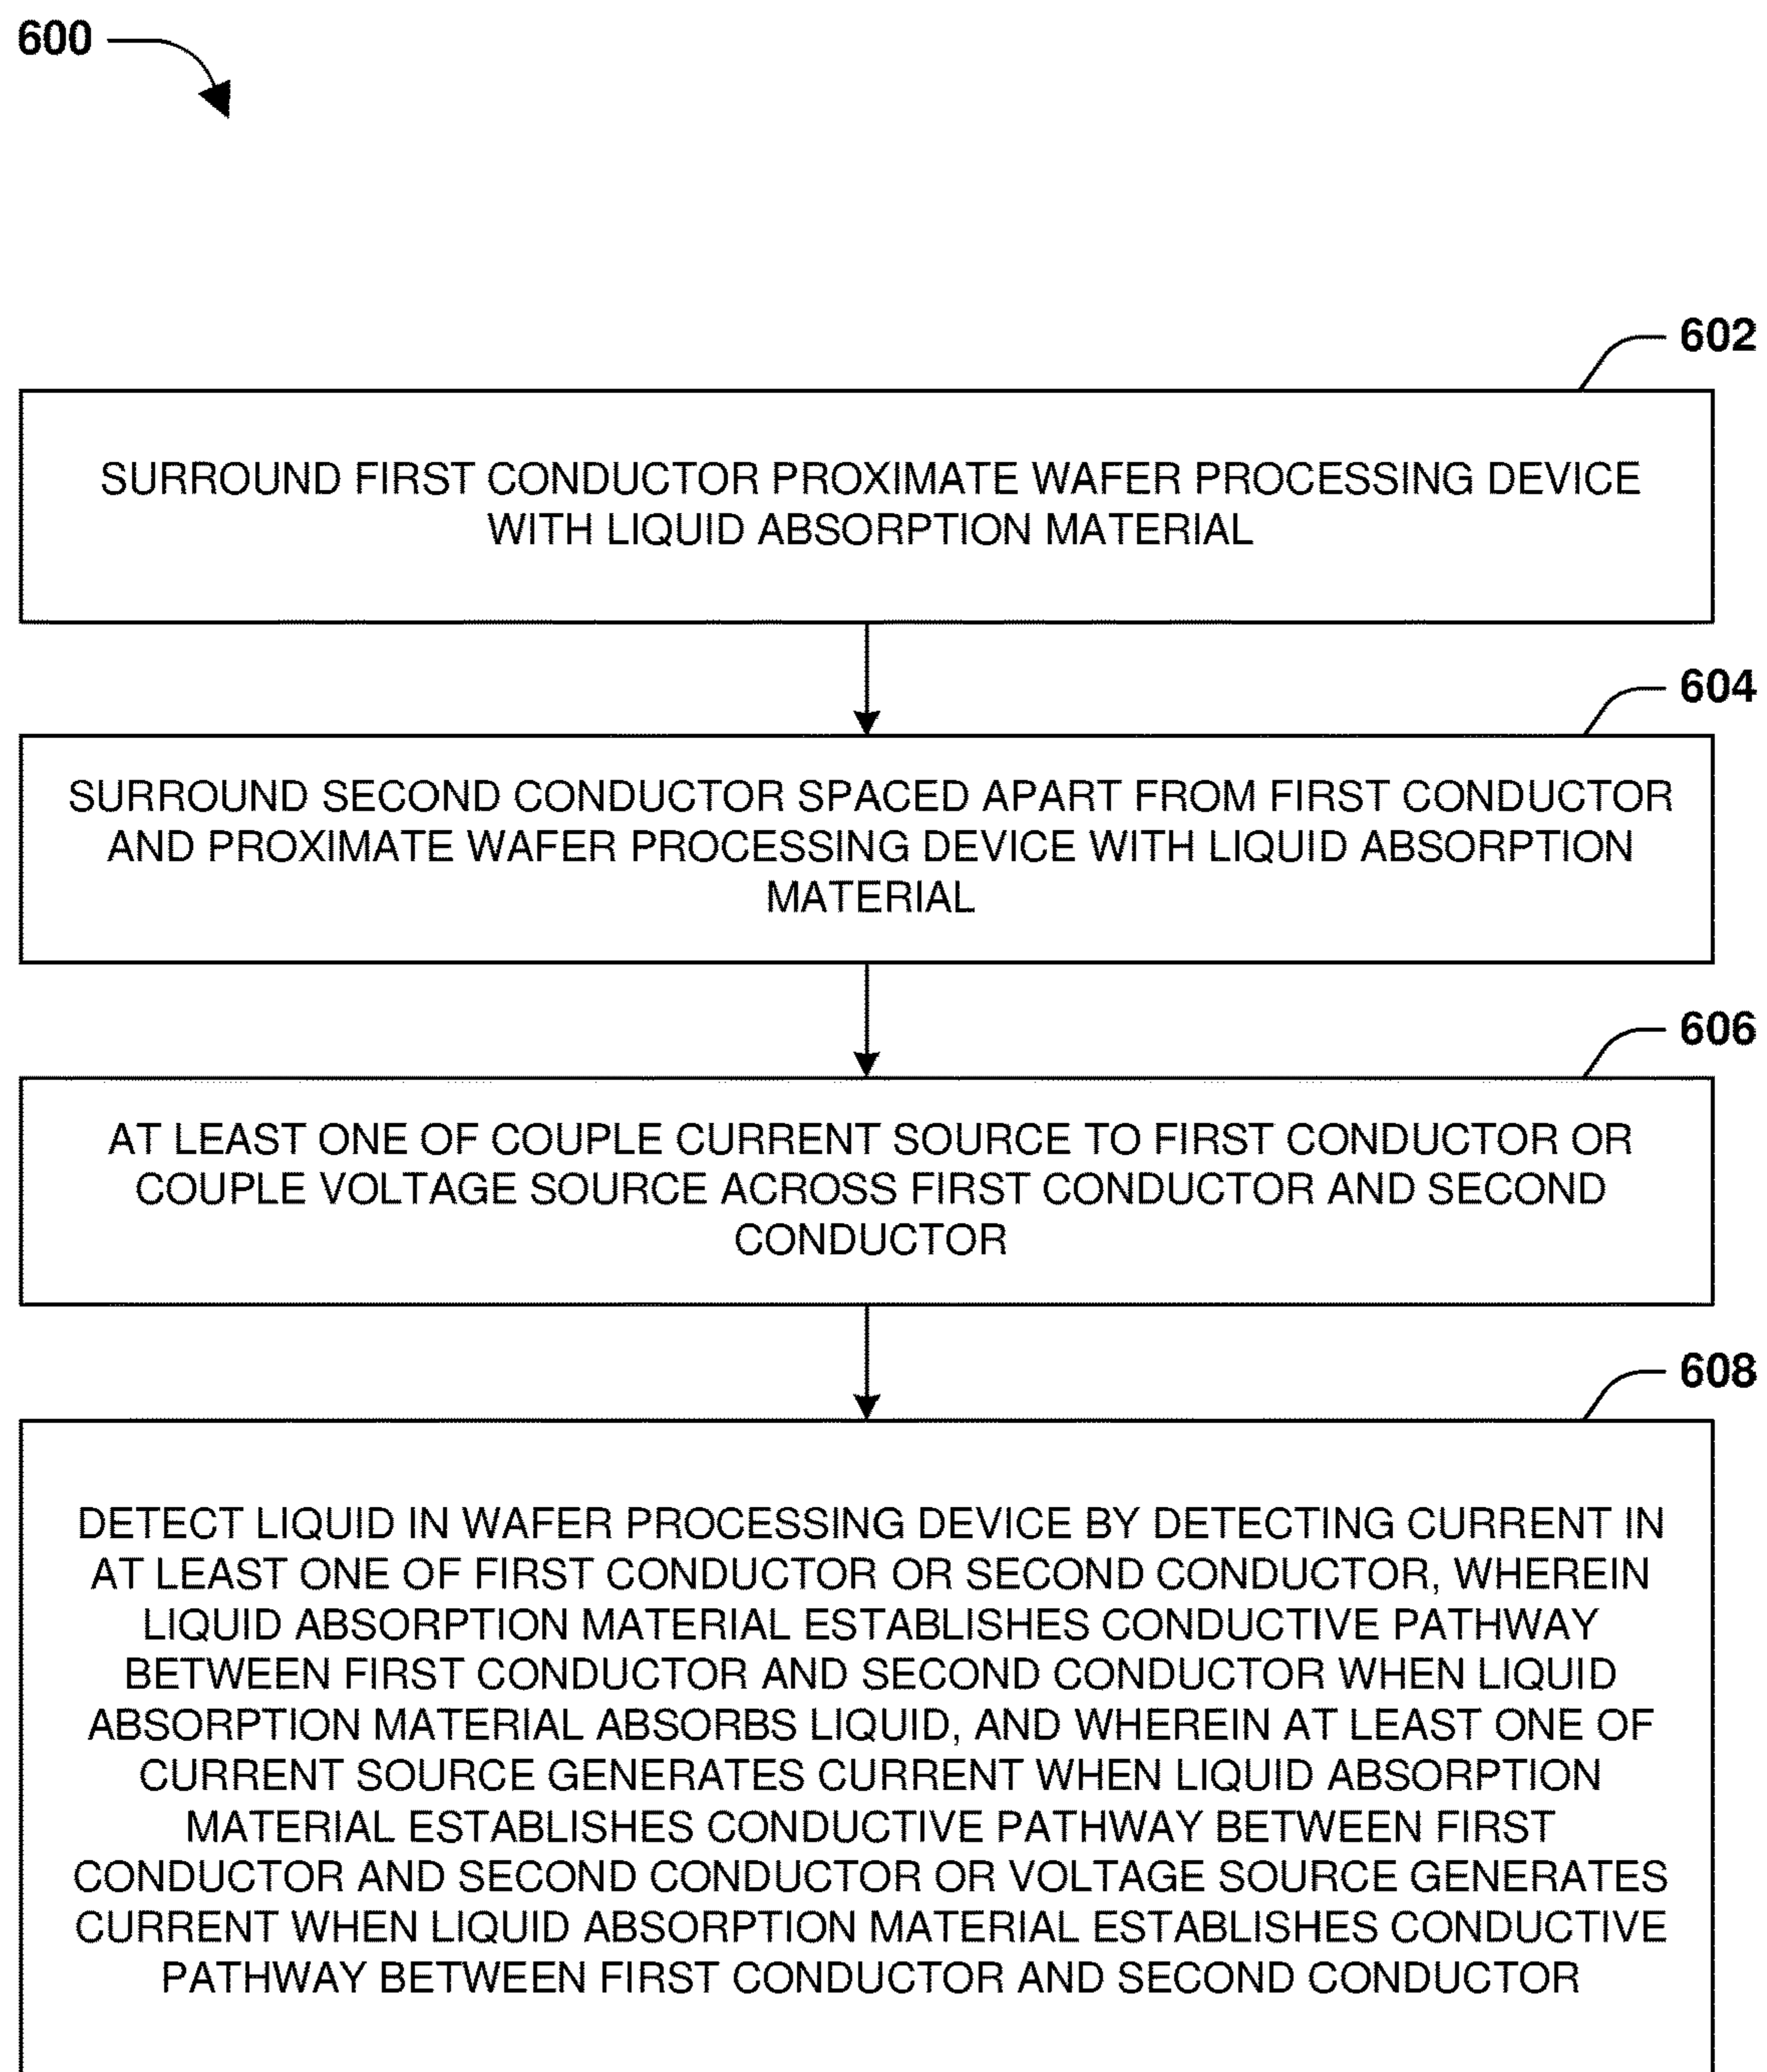 600
602
SURROUND FIRST CONDUCTOR PROXIMATE WAFER PROCESSING DEVICE
WITH LIQUID ABSORPTION MATERIAL
604
SURROUND SECOND CONDUCTOR SPACED APART FROM FIRST CONDUCTOR
AND PROXIMATE WAFER PROCESSING DEVICE WITH LIQUID ABSORPTION
MATERIAL
606
AT LEAST ONE OF COUPLE CURRENT SOURCE TO FIRST CONDUCTOR OR
COUPLE VOLTAGE SOURCE ACROSS FIRST CONDUCTOR AND SECOND
CONDUCTOR
608
DETECT LIQUID IN WAFER PROCESSING DEVICE BY DETECTING CURRENT IN
AT LEAST ONE OF FIRST CONDUCTOR OR SECOND CONDUCTOR, WHEREIN
LIQUID ABSORPTION MATERIAL ESTABLISHES CONDUCTIVE PATHWAY
BETWEEN FIRST CONDUCTOR AND SECOND CONDUCTOR WHEN LIQUID
ABSORPTION MATERIAL ABSORBS LIQUID, AND WHEREIN AT LEAST ONE OF
CURRENT SOURCE GENERATES CURRENT WHEN LIQUID ABSORPTION
MATERIAL ESTABLISHES CONDUCTIVE PATHWAY BETWEEN FIRST
CONDUCTOR AND SECOND CONDUCTOR OR VOLTAGE SOURCE GENERATES
CURRENT WHEN LIQUID ABSORPTION MATERIAL ESTABLISHES CONDUCTIVE
PATHWAY BETWEEN FIRST CONDUCTOR AND SECOND CONDUCTOR